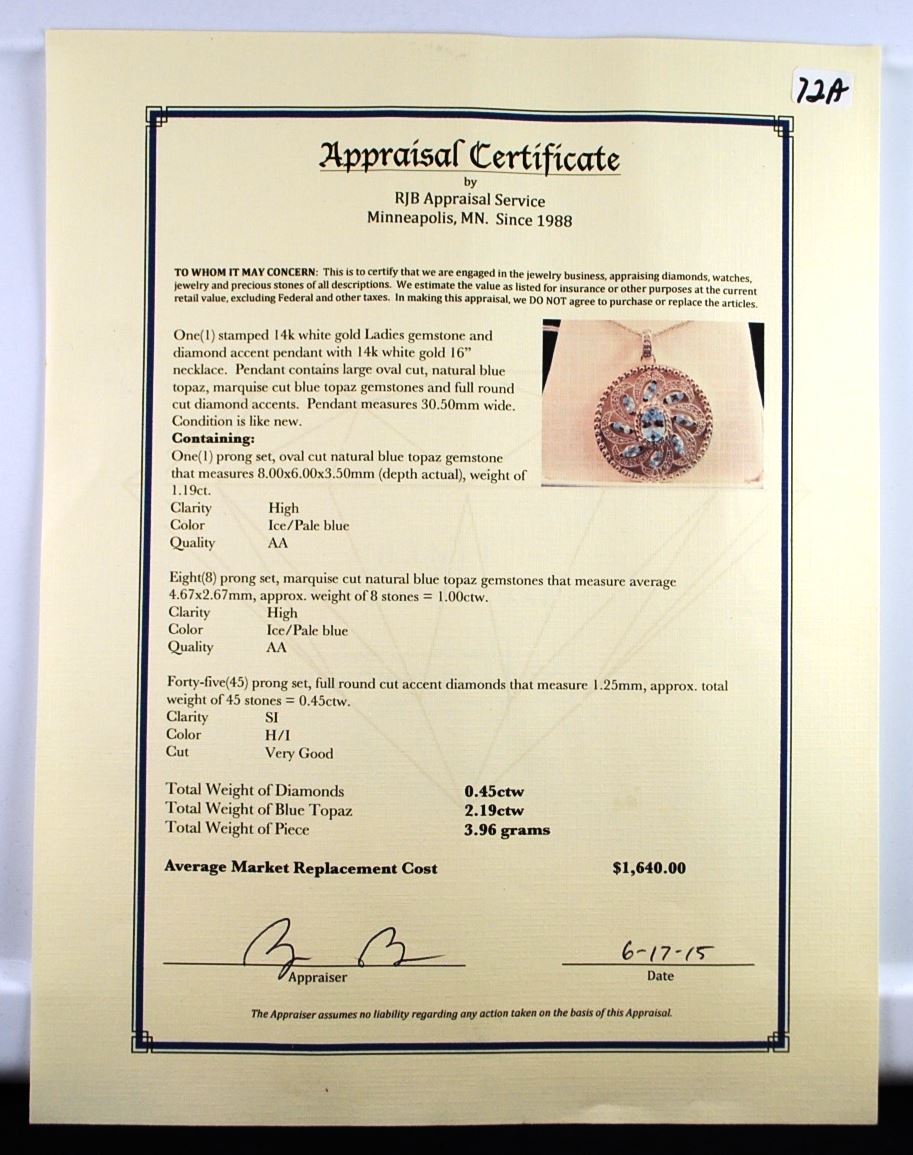 72A
Appraisal Certificate
by
RJB Appraisal Service
Minneapolis, MN. Since 1988
TO WHOM IT MAY CONCERN: This is to certify that we are engaged in the jewelry business, appraising diamonds, watches,
jewelry and precious stones of all descriptions. We estimate the value as listed for insurance or other purposes at the current
retail value, excluding Federal and other taxes. In making this appraisal, we DO NOT agree to purchase or replace the articles.
One(1) stamped 14k white gold Ladies gemstone and
diamond accent pendant with 14k white gold 16”
necklace. Pendant contains large oval cut, natural blue
topaz, marquise cut blue topaz gemstones and full round
cut diamond accents. Pendant measures 30.50mm wide.
Condition is like new.
Containing:
One(1) prong set, oval cut natural blue topaz gemstone
that measures 8.00x6.00x3.50mm (depth actual), weight of
1.19ct.
Clarity High
Color Ice/Pale blue
Quality AA
Eight(8) prong set, marquise cut natural blue topaz gemstones that measure average
4.67x2.67mm, approx. weight of 8 stones = 1.00ctw.
Clarity High
Color Ice/Pale blue
Quality AA
Forty-five(45) prong set, full round cut accent diamonds that measure 1.25mm, approx. total
weight of 45 stones = 0.45ctw.
Clarity SI
Color H/I
Cut Very Good
Total Weight of Diamonds 0.45ctw
Total Weight of Blue Topaz 2.19ctw
Total Weight of Piece 3.96 grams
Average Market Replacement Cost $1,640.00
6-17-15
Appraiser Date
The Appraiser assumes no liability regarding any action taken on the basis of this Appraisal.